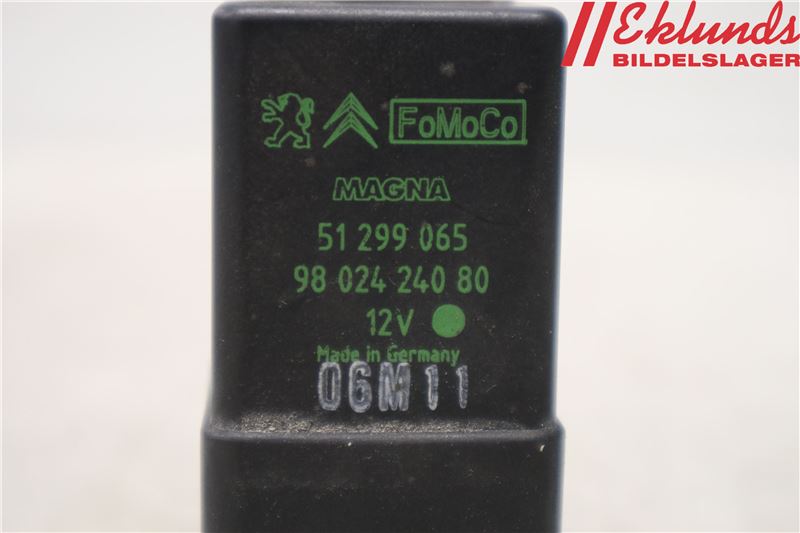 Eklunds
BILDELSLAGER
FoMoCo
MAGNA
51 299 065
98 024 240 80
12V
Made in Germany
06M11